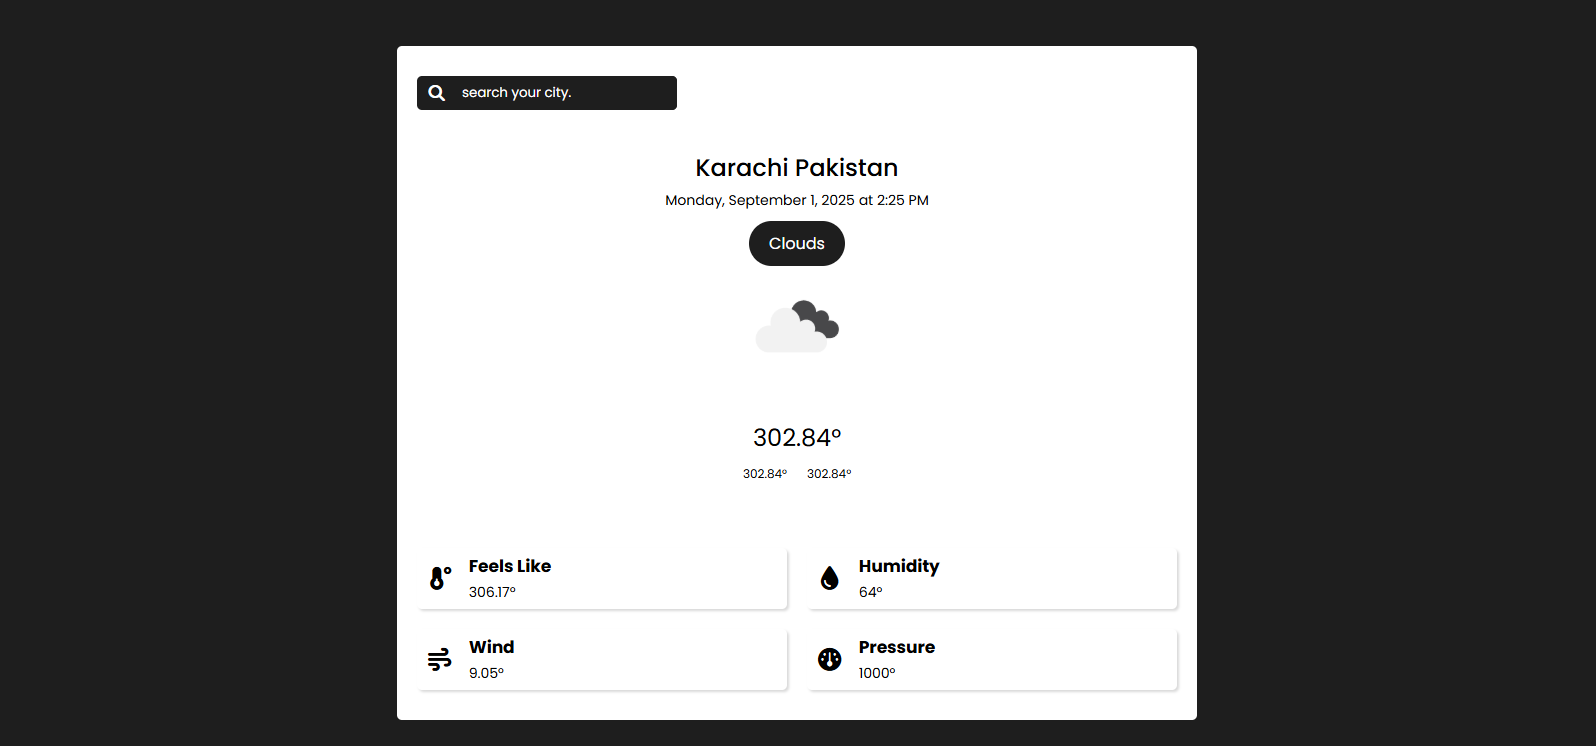 search your city.
Karachi Pakistan
Monday, September 1, 2025 at 2:25 PM
Clouds
302.84°
302.84° 302.84°
Feels Like
306.17°
Humidity
64°
Wind
9.05°
Pressure
1000°